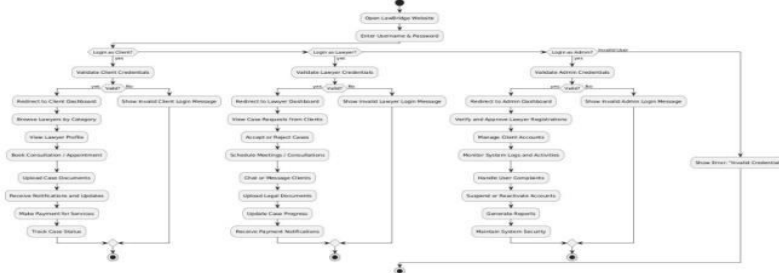 Open LawBridge Website
Enter Username & Password
Login as Client?
yes
Validate Client Credentials
yes
Valid?
No
Redirect to Client Dashboard
Show Invalid Client Login Message
Browse Lawyers by Category
View Lawyer Profile
Book Consultation / Appointment
Upload Case Documents
Receive Notifications and Updates
Make Payment for Services
Track Case Status
Login as Lawyer?
yes
Validate Lawyer Credentials
yes
Valid?
No
Redirect to Lawyer Dashboard
Show Invalid Lawyer Login Message
View Case Requests from Clients
Accept or Reject Cases
Schedule Meetings / Consultations
Chat or Message Clients
Upload Legal Documents
Update Case Progress
Receive Payment Notifications
Login as Admin?
Invalid User
yes
Validate Admin Credentials
yes
Valid?
No
Redirect to Admin Dashboard
Show Invalid Admin Login Message
Verify and Approve Lawyer Registrations
Manage Client Accounts
Monitor System Logs and Activities
Handle User Complaints
Suspend or Reactivate Accounts
Generate Reports
Maintain System Security
Show Error: "Invalid Credential